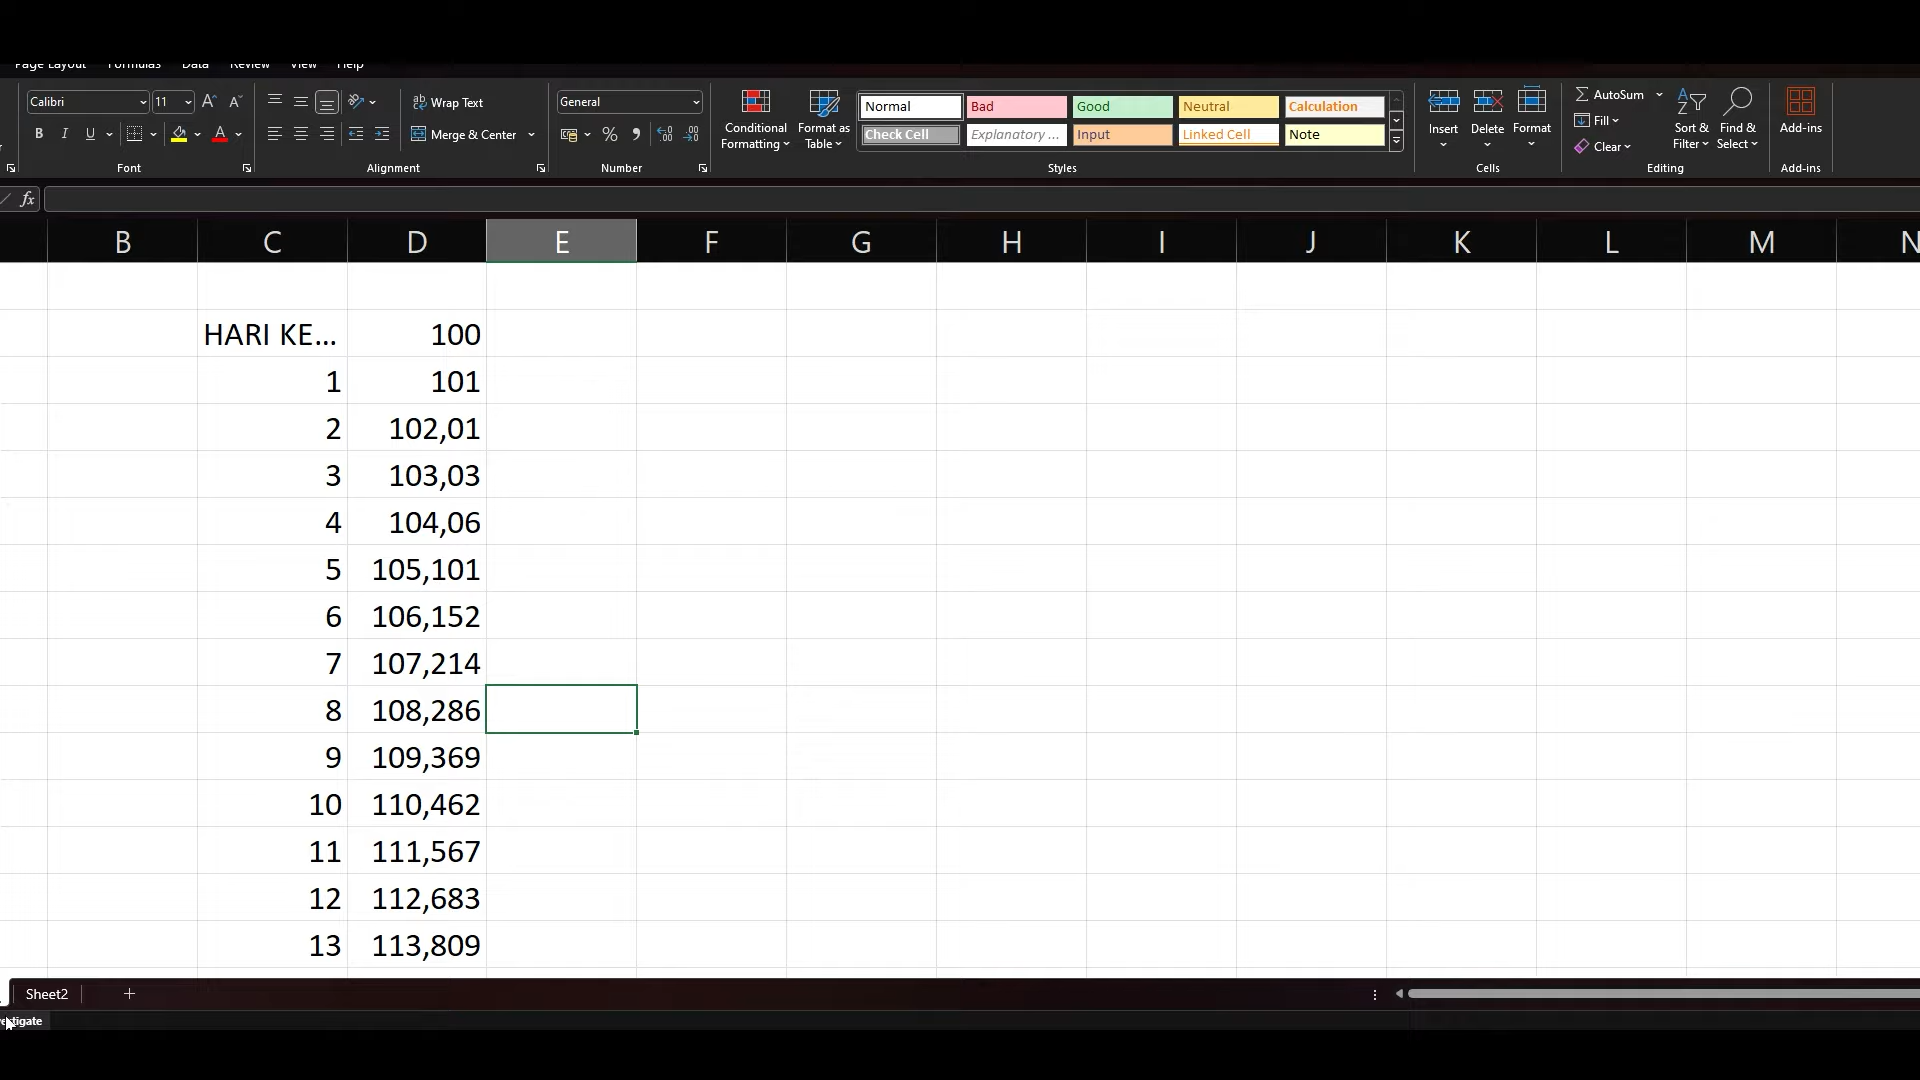 Page Layout Formulas Data Review View Help
Calibri 11 Wrap Text General
Merge & Center
Conditional Formatting
Format as Table
Normal Bad Good Neutral Calculation
Check Cell Explanatory ... Input Linked Cell Note
Insert Delete Format
AutoSum
Fill
Clear
Sort & Filter
Find & Select
Add-ins
Font Alignment Number Styles Cells Editing Add-ins
fx
B C D E F G H I J K L M N
HARI KE... 100
1 101
2 102,01
3 103,03
4 104,06
5 105,101
6 106,152
7 107,214
8 108,286
9 109,369
10 110,462
11 111,567
12 112,683
13 113,809
Sheet2